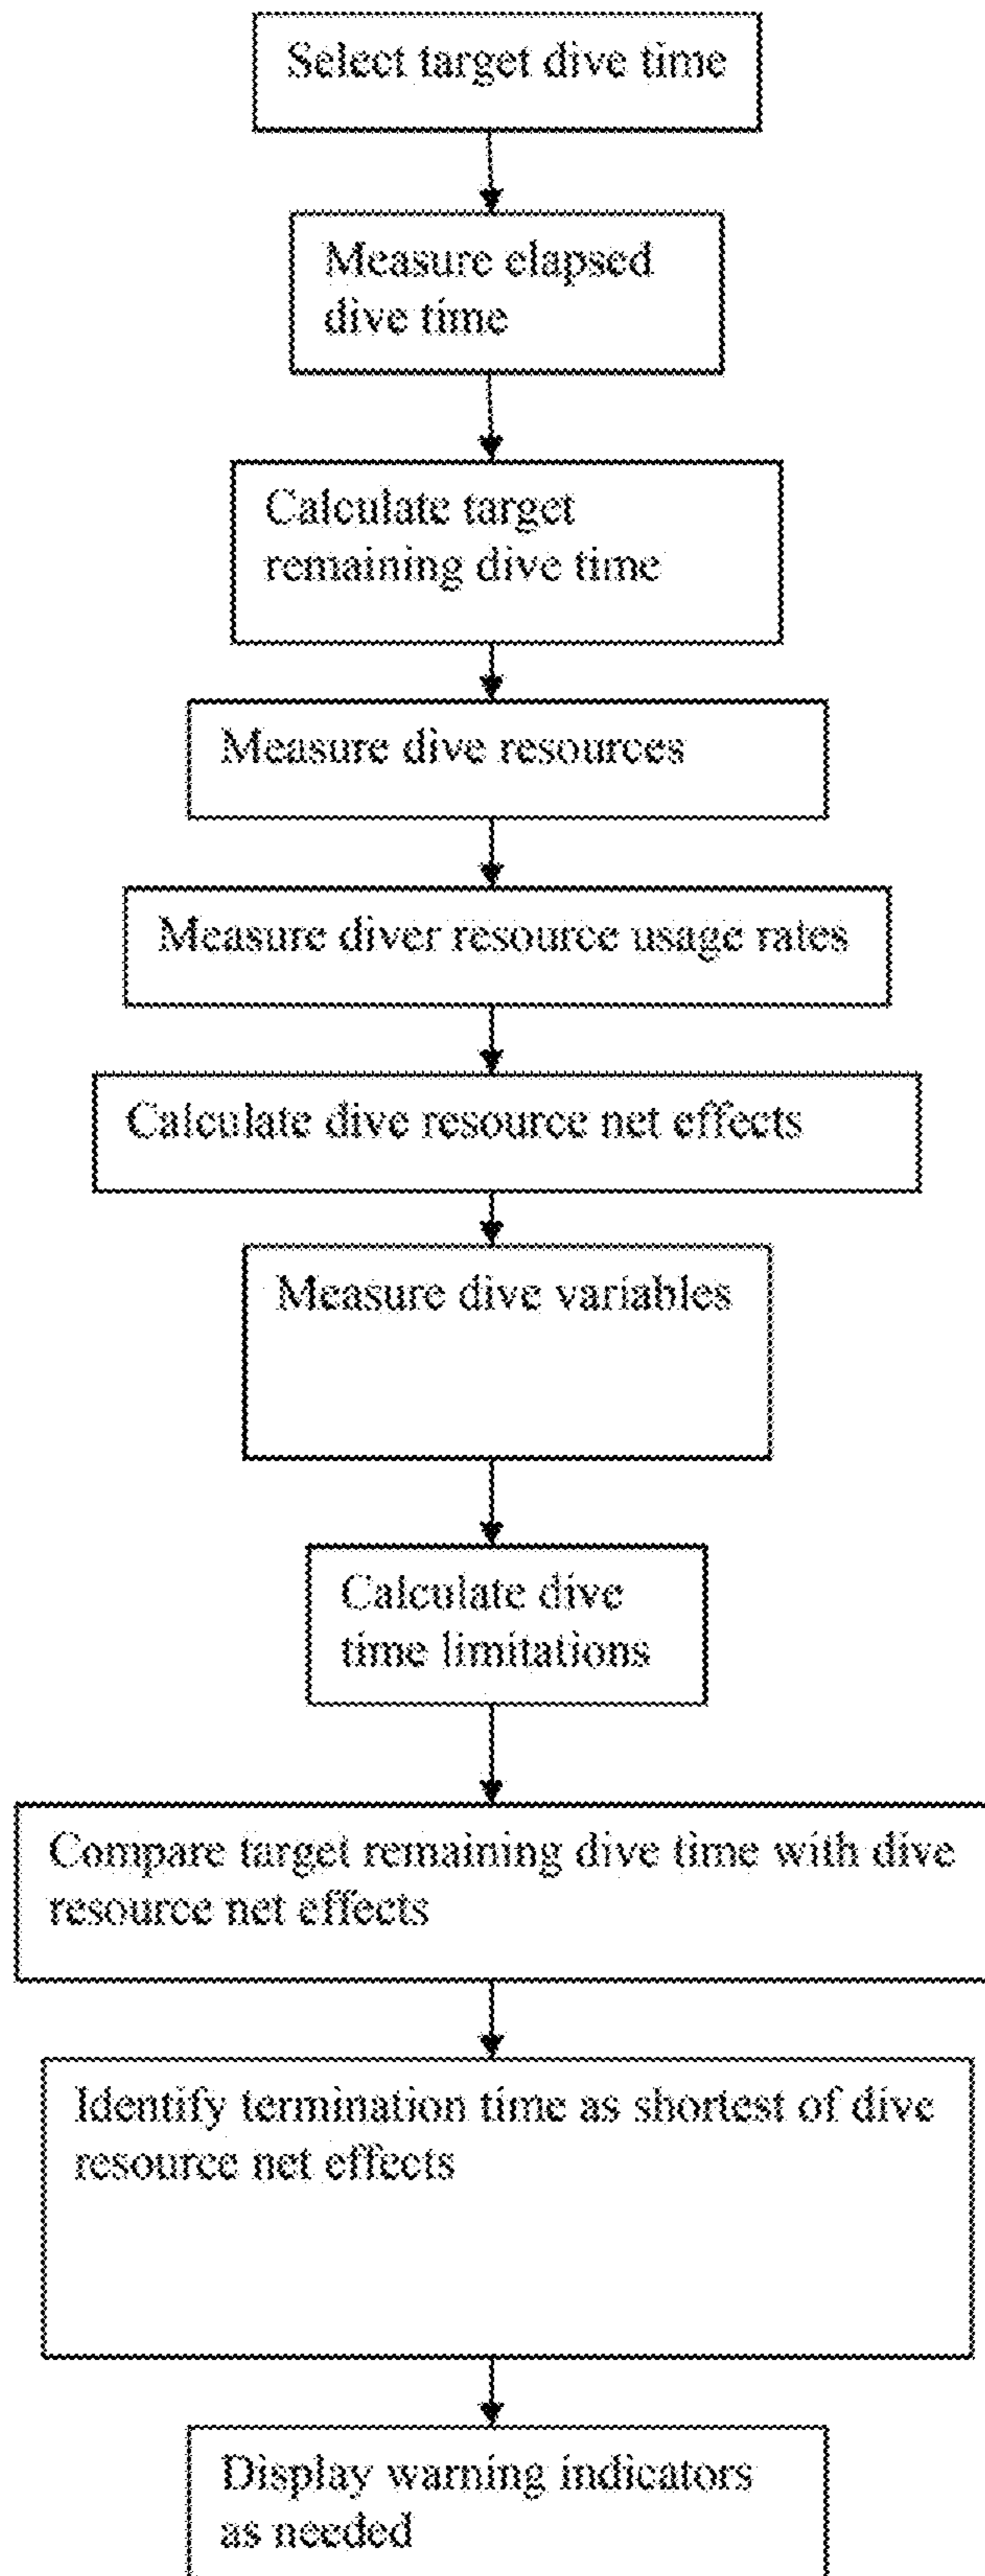 Select target dive time
Measure elapsed
dive time
Calculate target
remaining dive time
Measure dive resources
Measure diver resource usage rates
Calculate dive resource net effects
Measure dive variables
Calculate dive
time limitations
Compare target remaining dive time with dive
resource net effects
Identify termination time as shortest of dive
resource net effects
Display warning indicators
as needed